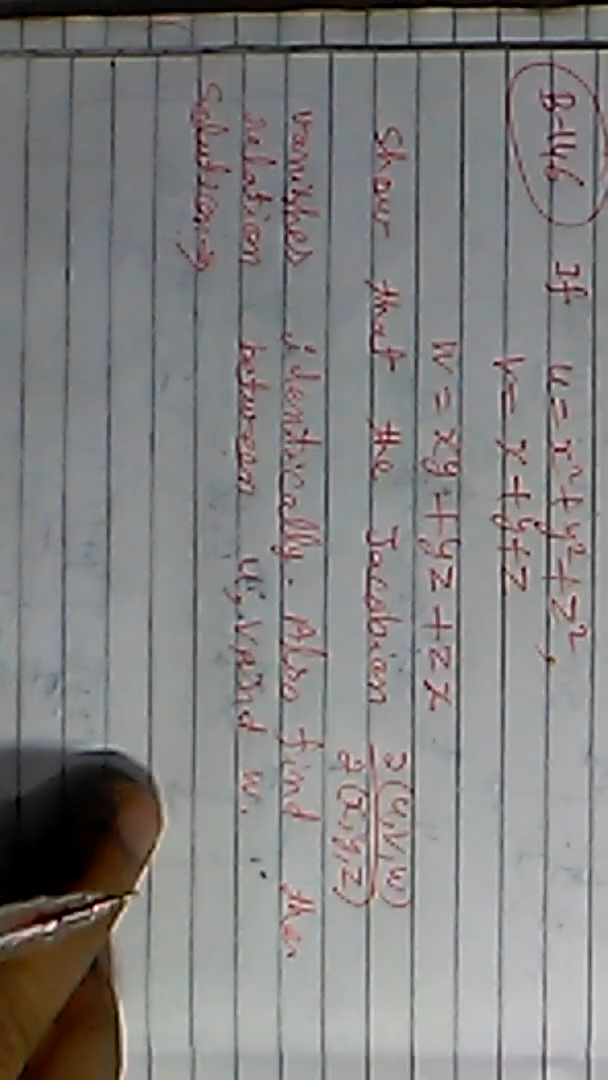 B-146 If u = x² + y² + z²,
v = x + y + z
w = xy + yz + zx
show that the Jacobian ∂(u,v,w)/∂(x,y,z)
vanishes identically. Also find the
relation between u, v and w.
Solution→